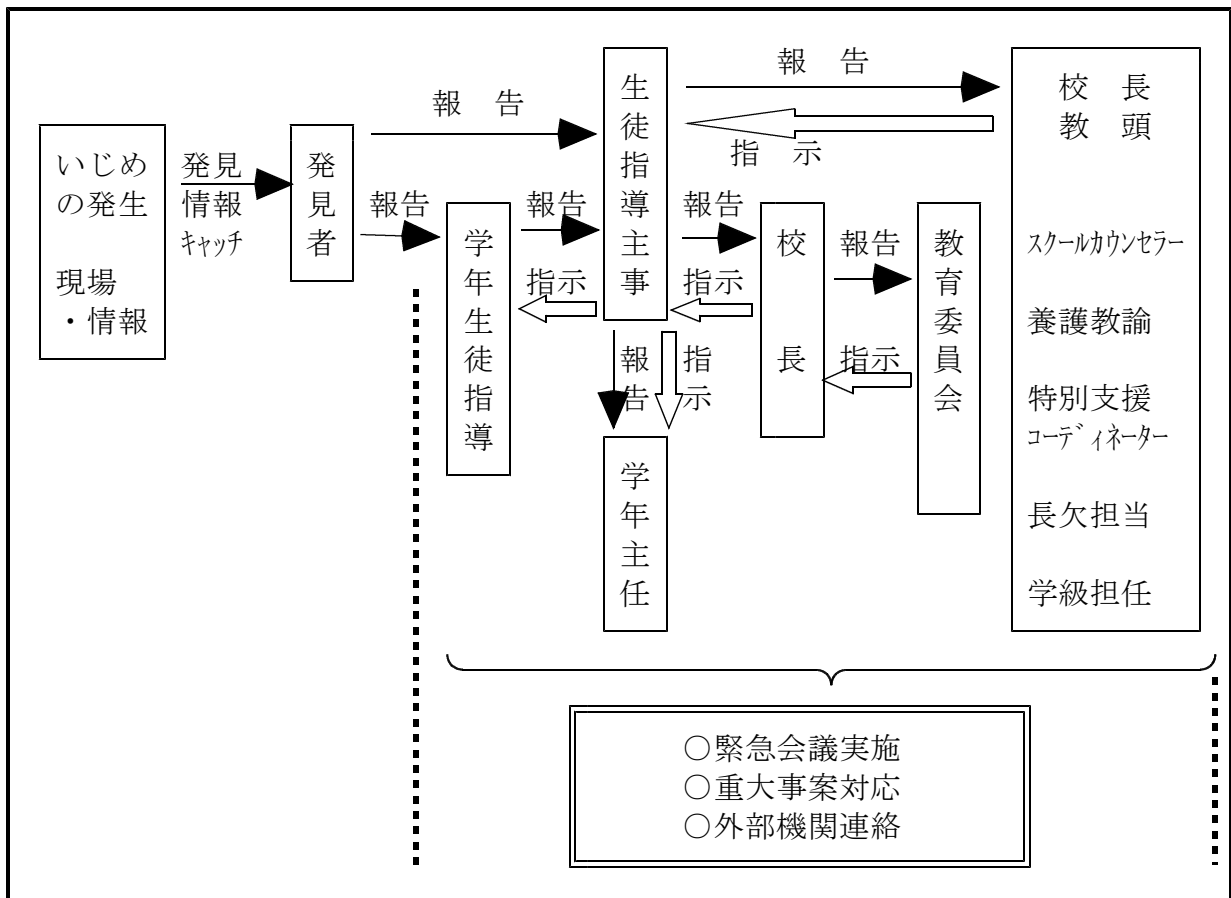 いじめ
の発生
現場
・情報
発見
情報
ｷｬｯﾁ
発見者
報　告
報告
学年生徒指導
報告
指示
生徒指導主事
報　告
指　示
報告
指示
校　長
報告
指示
教育委員会
報告
指示
学年主任
校　長
教　頭
ｽｸｰﾙｶｳﾝｾﾗｰ
養護教諭
特別支援
ｺｰﾃﾞｨﾈｰﾀｰ
長欠担当
学級担任
○緊急会議実施
○重大事案対応
○外部機関連絡